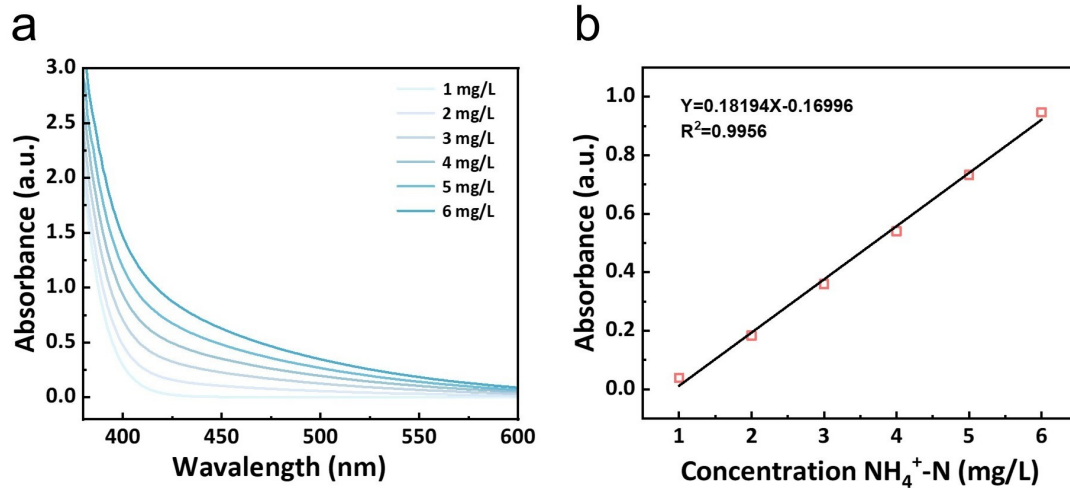 a
3.0
2.5
2.0
1.5
1.0
0.5
0.0
Absorbance (a.u.)
1 mg/L
2 mg/L
3 mg/L
4 mg/L
5 mg/L
6 mg/L
400
450
500
550
600
Wavalength (nm)
b
1.0
0.8
0.6
0.4
0.2
0.0
Absorbance (a.u.)
Y=0.18194X-0.16996
R²=0.9956
1
2
3
4
5
6
Concentration NH₄⁺-N (mg/L)